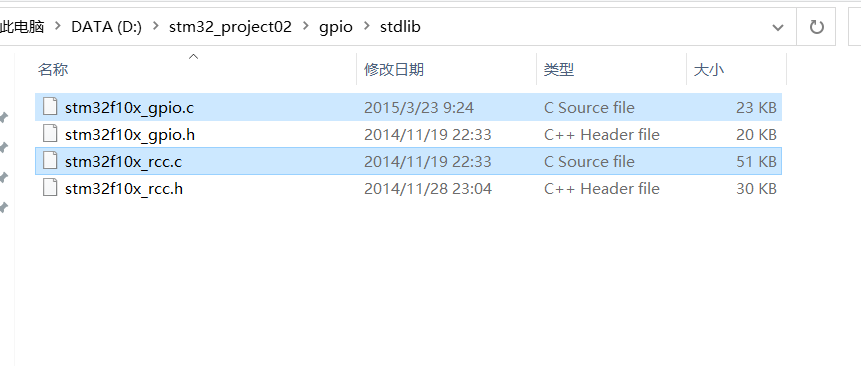 此电脑 > DATA (D:) > stm32_project02 > gpio > stdlib
名称 修改日期 类型 大小
stm32f10x_gpio.c 2015/3/23 9:24 C Source file 23 KB
stm32f10x_gpio.h 2014/11/19 22:33 C++ Header file 20 KB
stm32f10x_rcc.c 2014/11/19 22:33 C Source file 51 KB
stm32f10x_rcc.h 2014/11/28 23:04 C++ Header file 30 KB